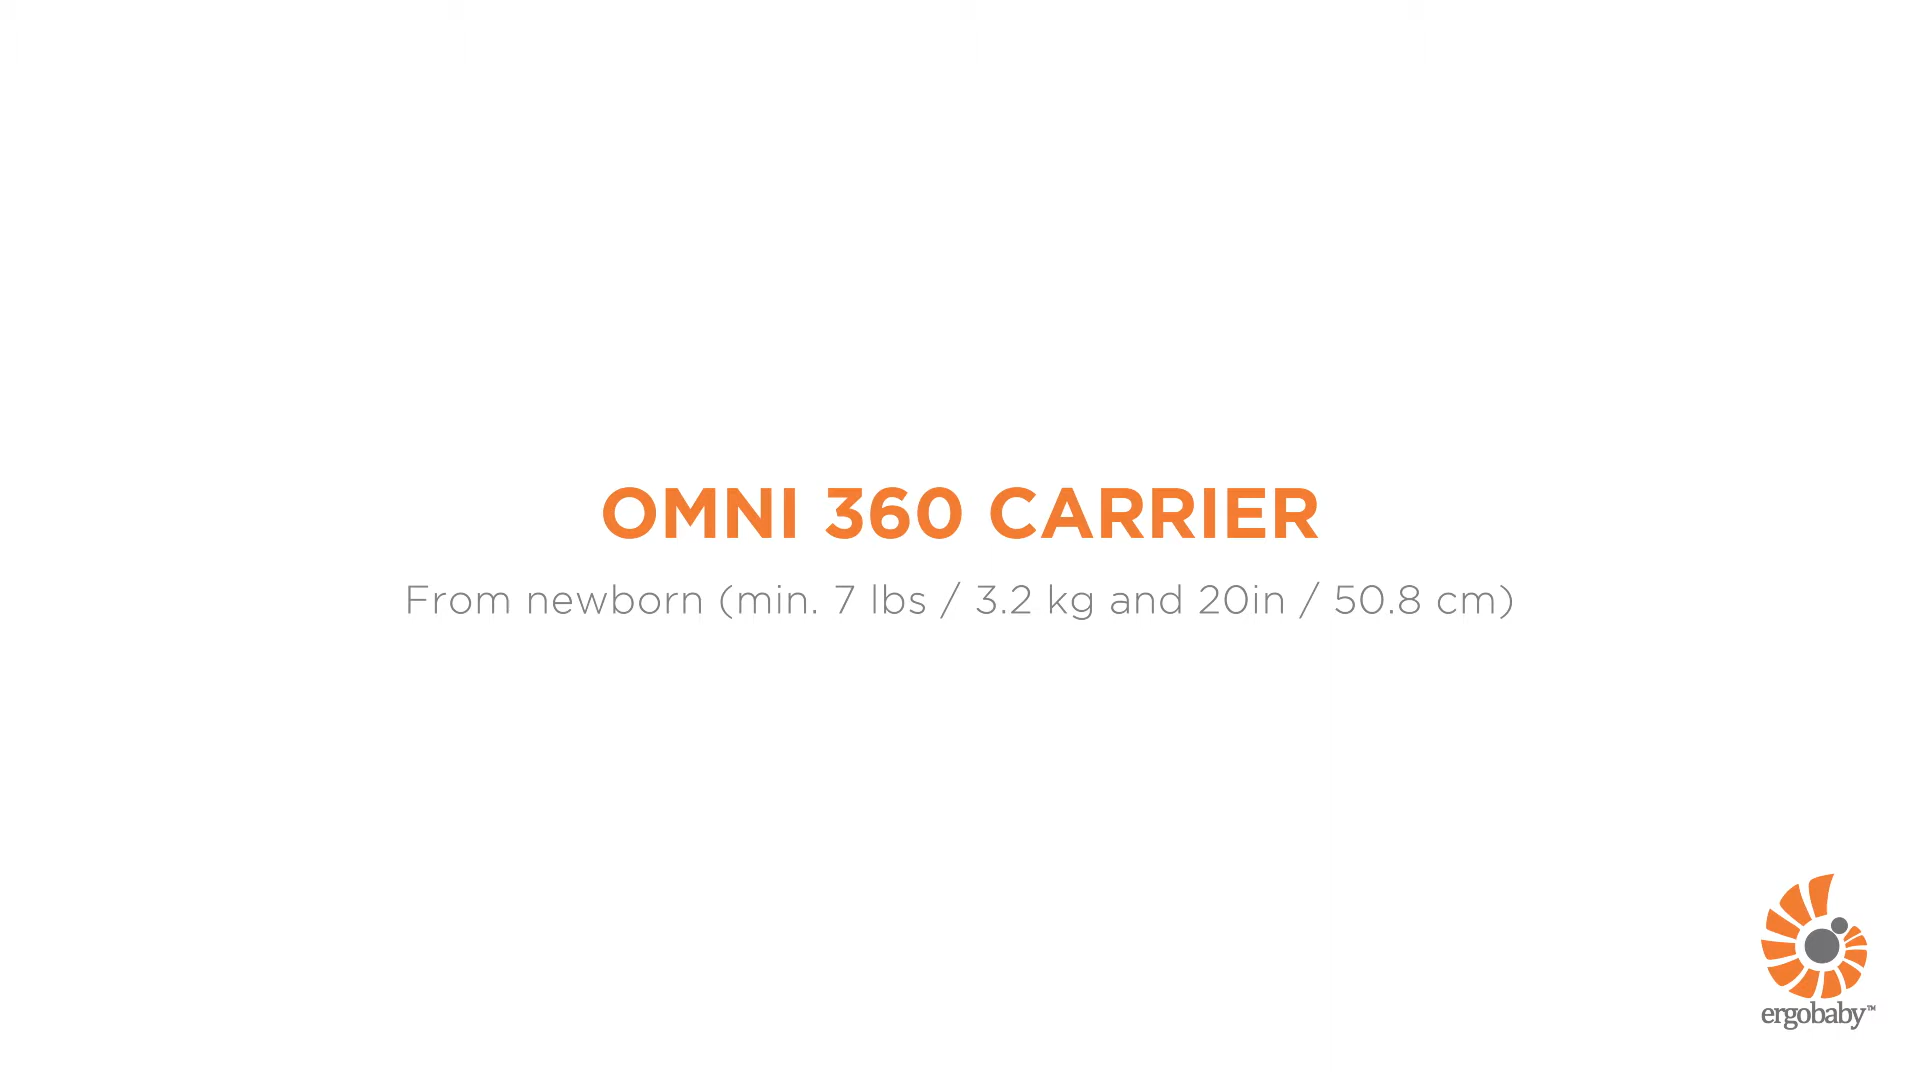 OMNI 360 CARRIER
From newborn (min. 7 lbs / 3.2 kg and 20in / 50.8 cm)
ergobaby™